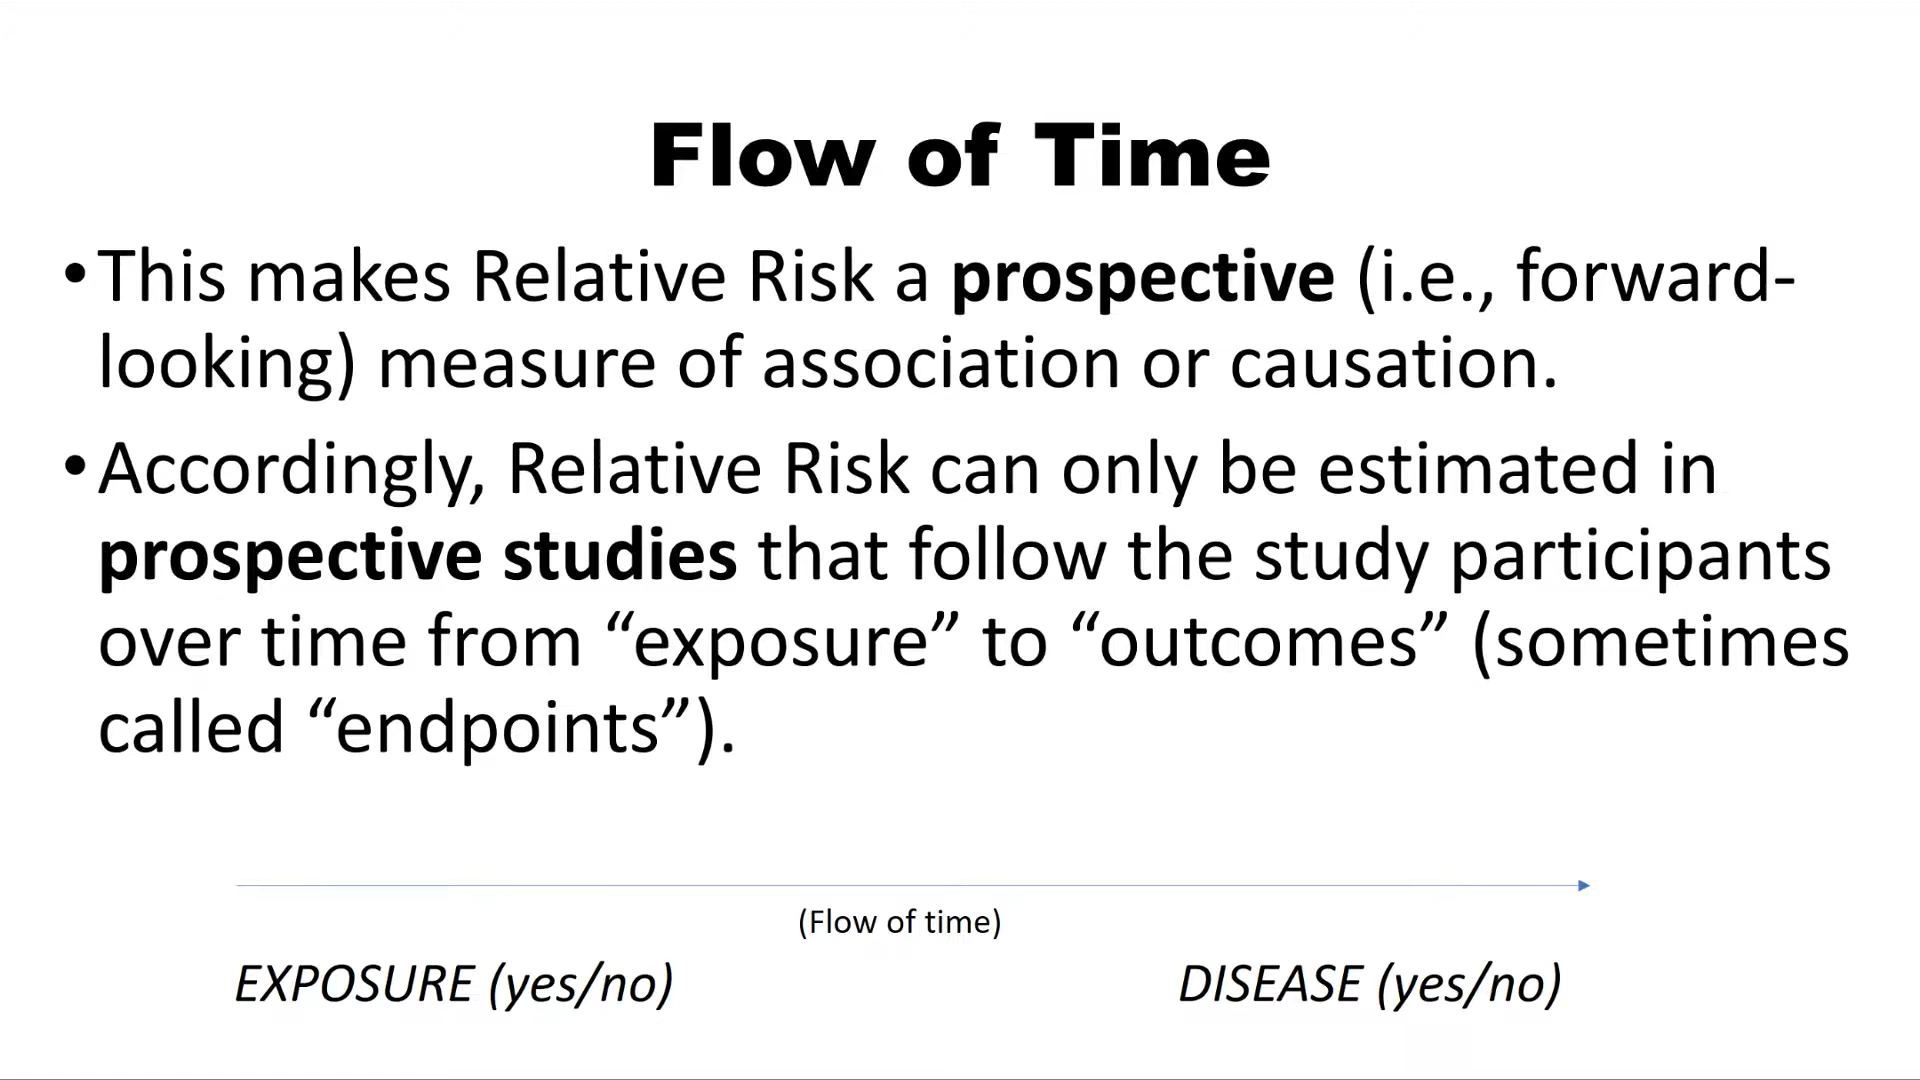 Flow of Time
•This makes Relative Risk a prospective (i.e., forward-
looking) measure of association or causation.
•Accordingly, Relative Risk can only be estimated in
prospective studies that follow the study participants
over time from “exposure” to “outcomes” (sometimes
called “endpoints”).
(Flow of time)
EXPOSURE (yes/no) DISEASE (yes/no)